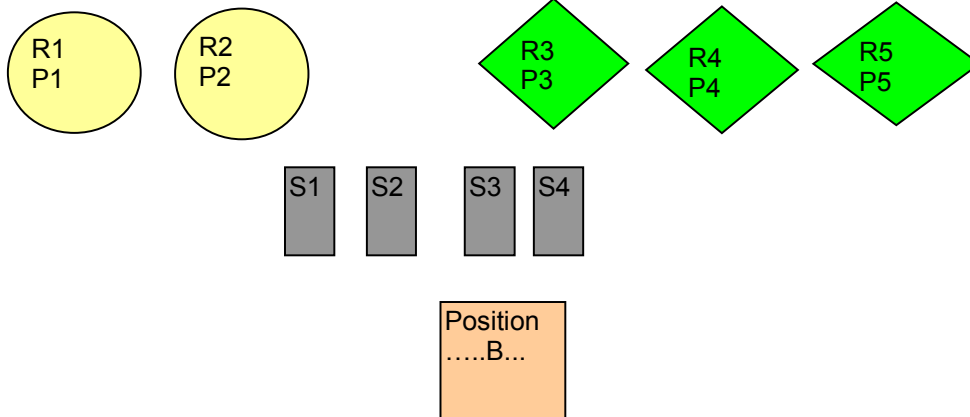 R1
P1
R2
P2
R3
P3
R4
P4
R5
P5
S1
S2
S3
S4
Position
…..B...